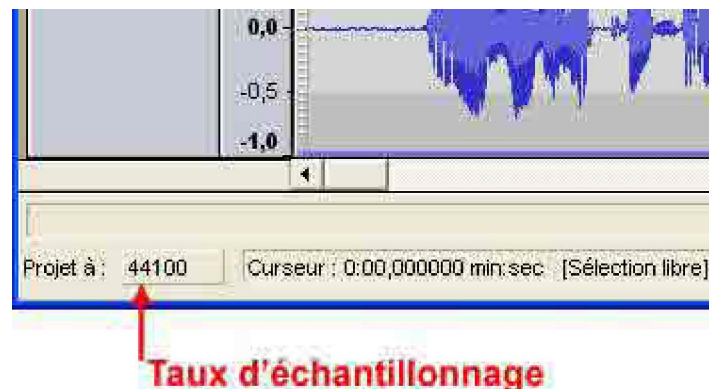 0,0
-0,5
-1,0
Projet à : 44100 Curseur : 0:00,000000 min:sec [Sélection libre]
Taux d'échantillonnage